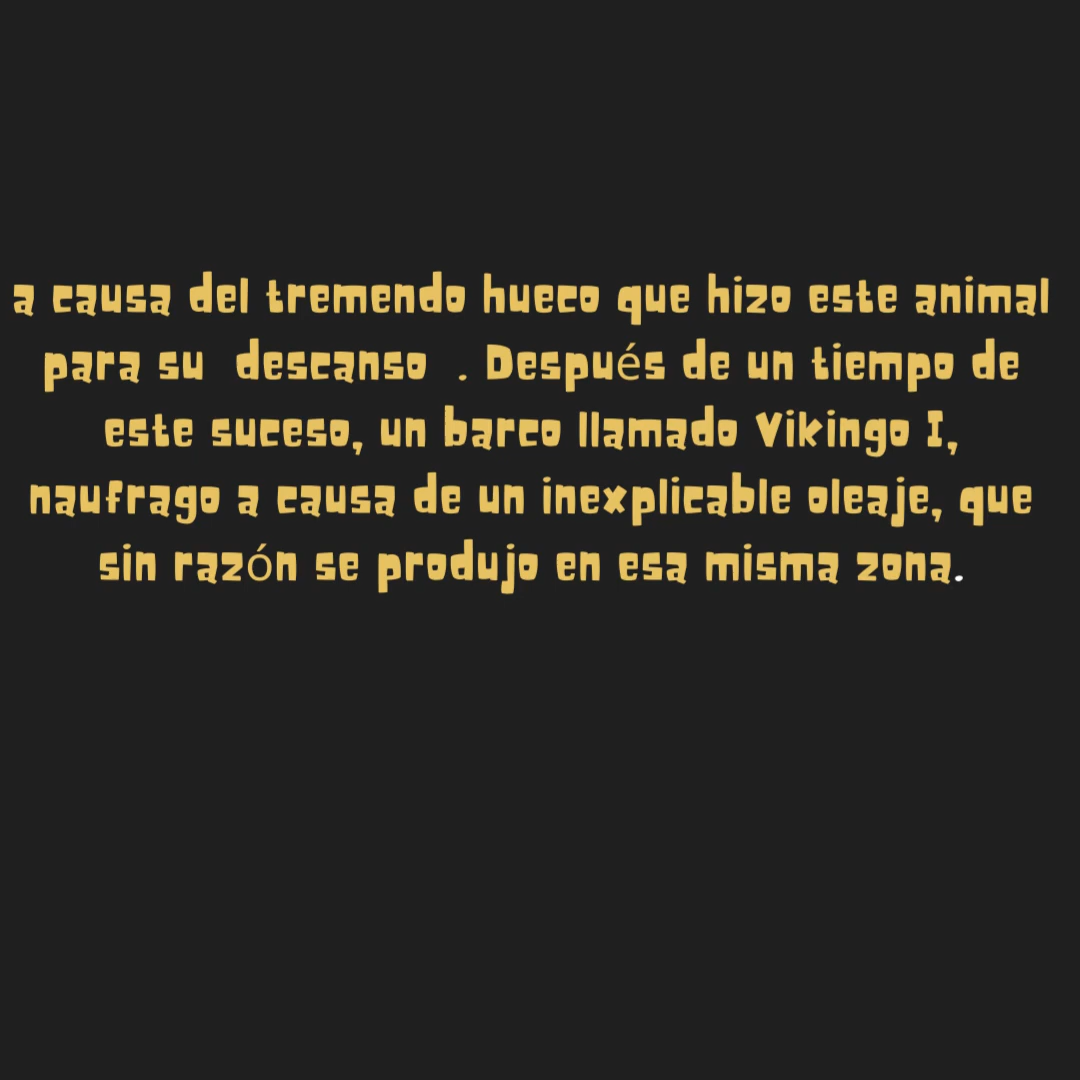 a causa del tremendo hueco que hizo este animal
para su  descanso  . Después de un tiempo de
este suceso, un barco llamado Vikingo I,
naufrago a causa de un inexplicable oleaje, que
sin razón se produjo en esa misma zona.